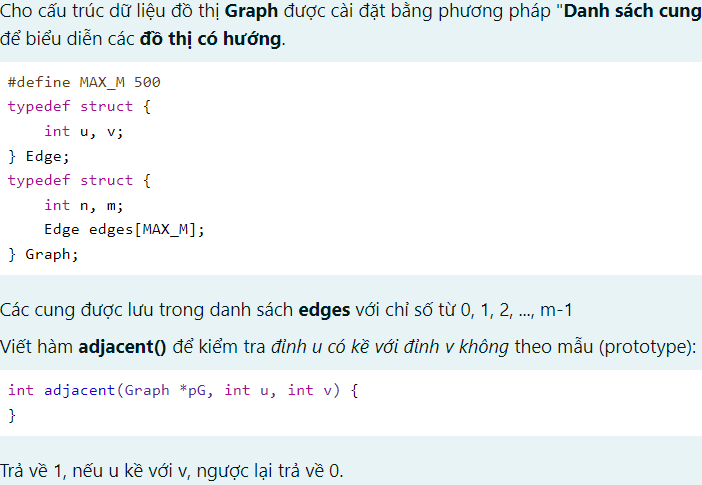 Cho cấu trúc dữ liệu đồ thị Graph được cài đặt bằng phương pháp "Danh sách cung
để biểu diễn các đồ thị có hướng.
#define MAX_M 500
typedef struct {
    int u, v;
} Edge;
typedef struct {
    int n, m;
    Edge edges[MAX_M];
} Graph;
Các cung được lưu trong danh sách edges với chỉ số từ 0, 1, 2, ..., m-1
Viết hàm adjacent() để kiểm tra đỉnh u có kề với đỉnh v không theo mẫu (prototype):
int adjacent(Graph *pG, int u, int v) {
}
Trả về 1, nếu u kề với v, ngược lại trả về 0.